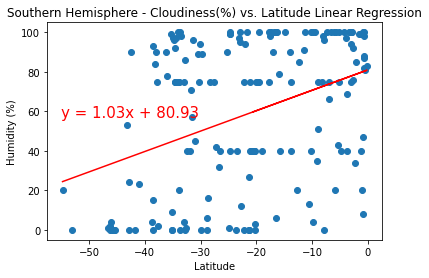 Southern Hemisphere - Cloudiness(%) vs. Latitude Linear Regression
100
80
60
40
20
0
Humidity (%)
y = 1.03x + 80.93
−50 −40 −30 −20 −10 0
Latitude